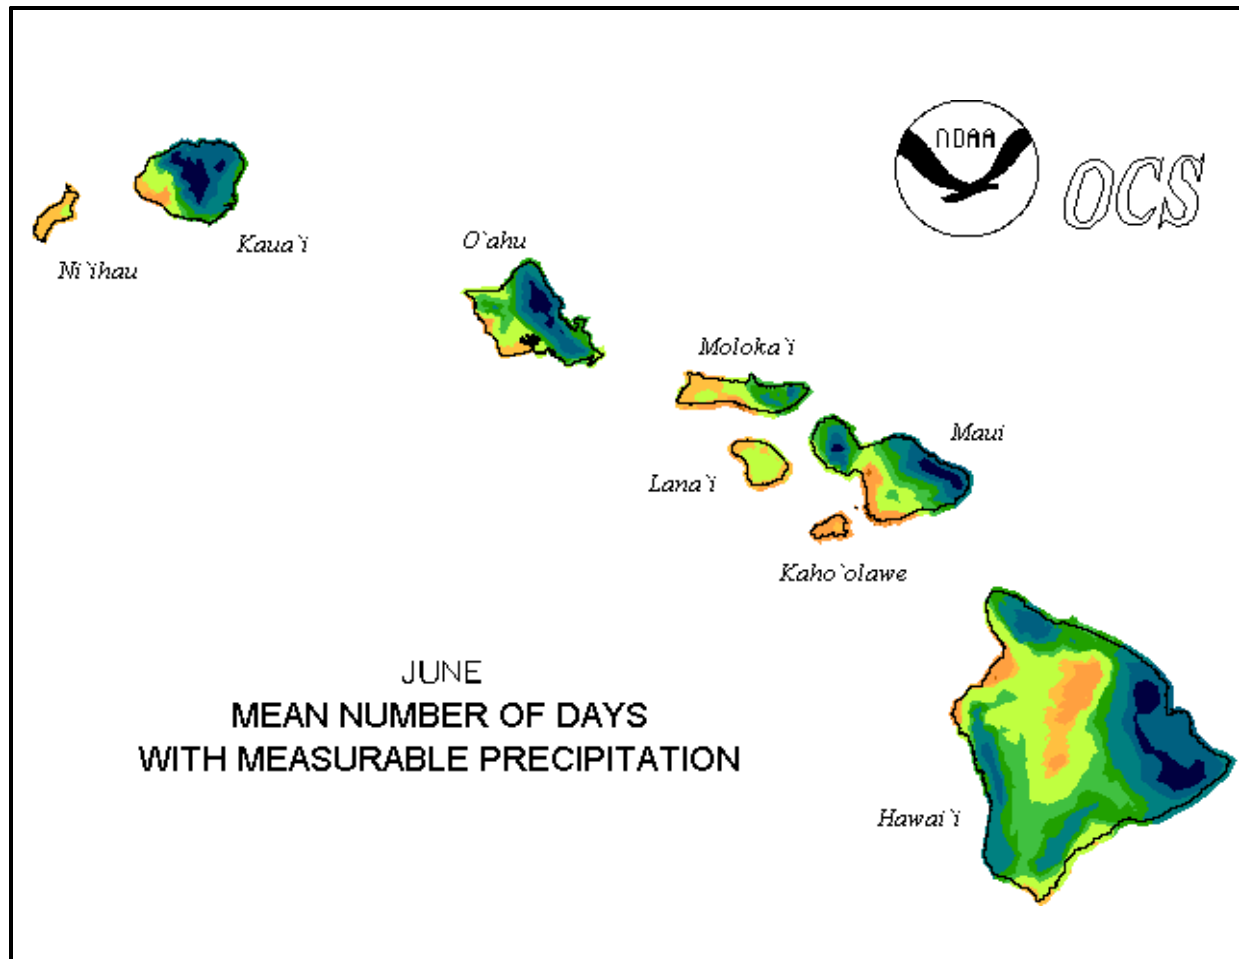 NOAA
OCS
Ni`ihau
Kaua`i
O`ahu
Moloka`i
Maui
Lana`i
Kaho`olawe
Hawai`i
JUNE
MEAN NUMBER OF DAYS
WITH MEASURABLE PRECIPITATION